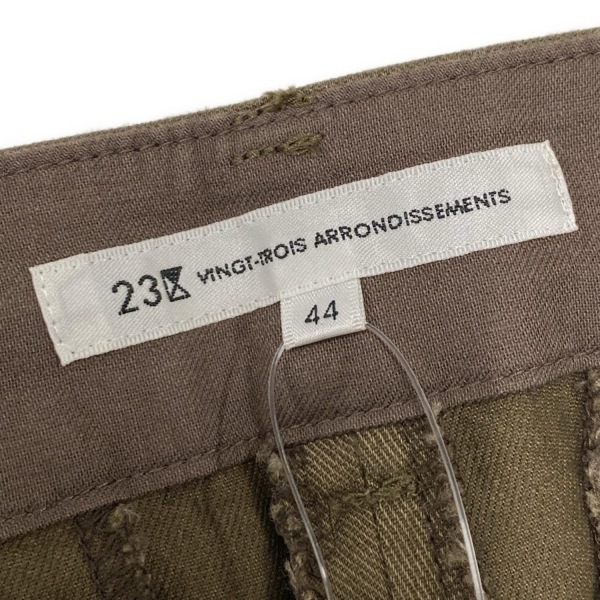 23区 VINGT-TROIS ARRONDISSEMENTS
44